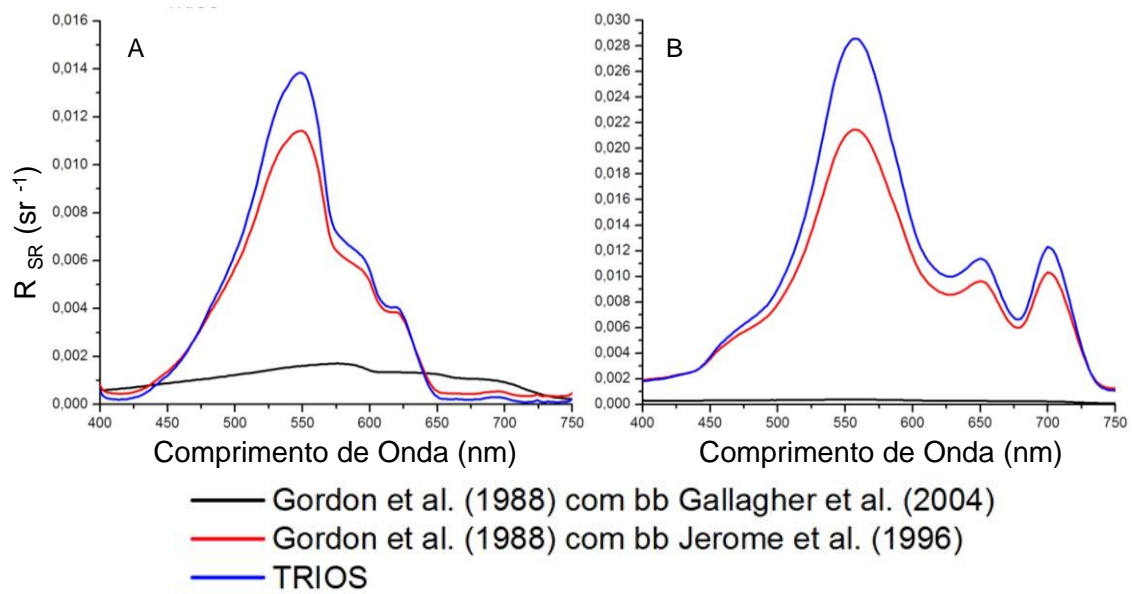 0,016
0,014
0,012
0,010
0,008
0,006
0,004
0,002
0,000
A
R SR (sr -1)
400 450 500 550 600 650 700 750
Comprimento de Onda (nm)
0,030
0,028
0,026
0,024
0,022
0,020
0,018
0,016
0,014
0,012
0,010
0,008
0,006
0,004
0,002
0,000
B
400 450 500 550 600 650 700 750
Comprimento de Onda (nm)
Gordon et al. (1988) com bb Gallagher et al. (2004)
Gordon et al. (1988) com bb Jerome et al. (1996)
TRIOS